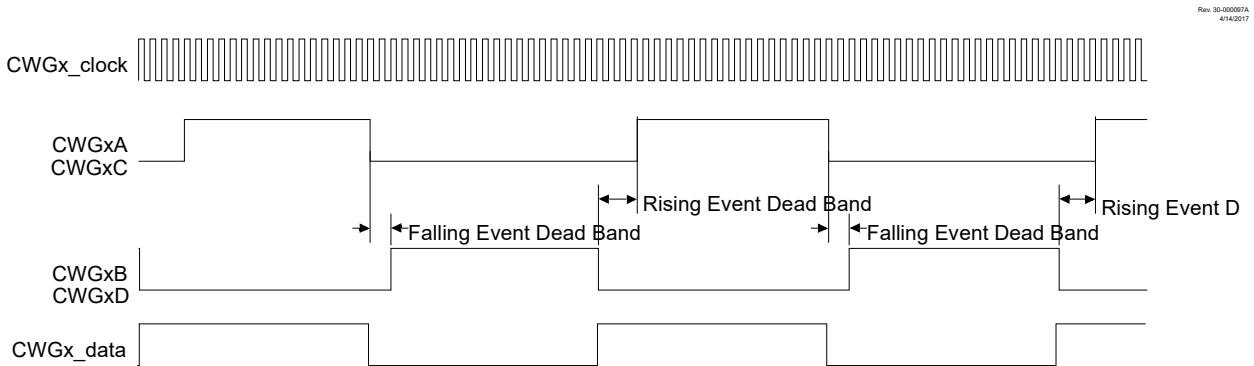 Rev. 30-000097A
4/14/2017
CWGx_clock
CWGxA
CWGxC
Rising Event Dead Band
Rising Event D
Falling Event Dead Band
Falling Event Dead Band
CWGxB
CWGxD
CWGx_data